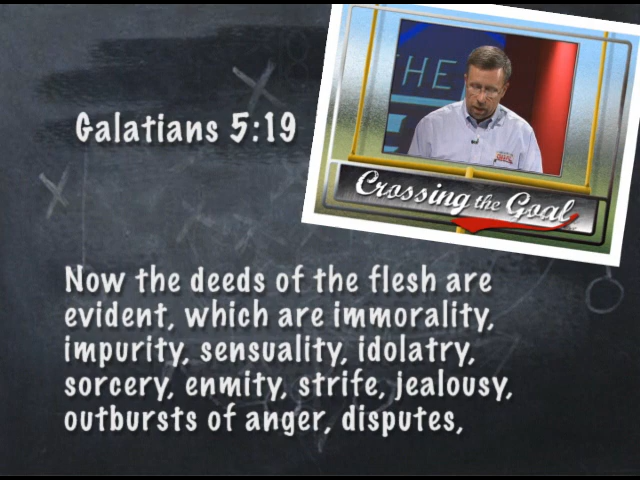 THE
Crossing the Goal
Galatians 5:19
Now the deeds of the flesh are
evident, which are immorality,
impurity, sensuality, idolatry,
sorcery, enmity, strife, jealousy,
outbursts of anger, disputes,